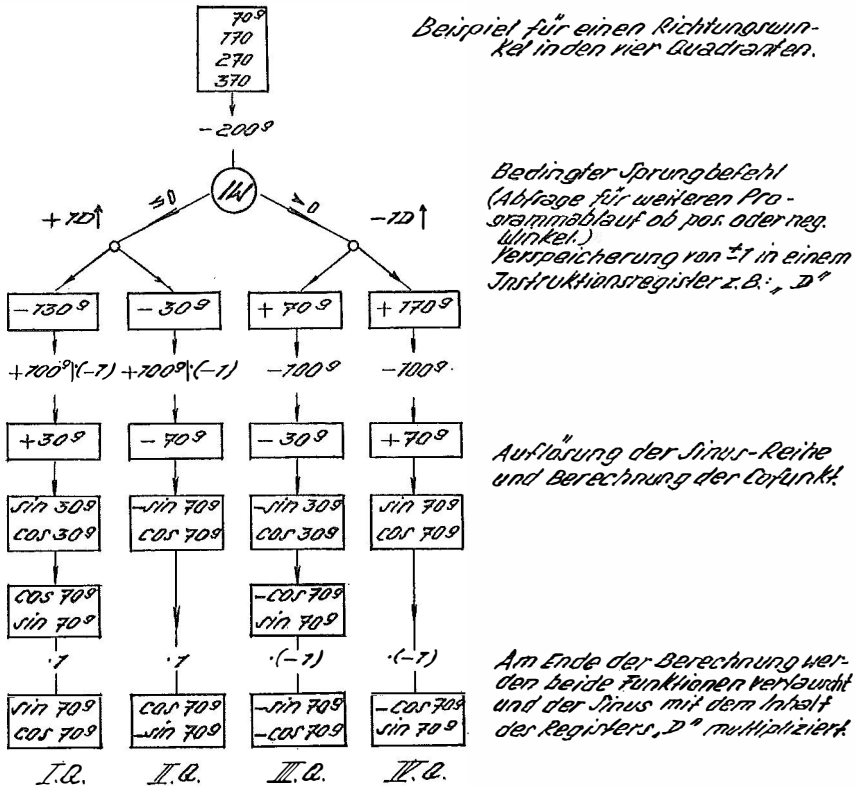 70ᵍ
170
270
370
Beispiel für einen Richtungswin-
kel in den vier Quadranten.
-200ᵍ
≤0
>0
+1D↑
-1D↑
Bedingter Sprungbefehl
(Abfrage für weiteren Pro-
grammablauf ob pos. oder neg.
Winkel.)
Verspeicherung von ±1 in einem
Instruktionsregister z.B.: „D"
-130ᵍ
-30ᵍ
+70ᵍ
+170ᵍ
+100ᵍ|·(-1)
+100ᵍ|·(-1)
-100ᵍ
-100ᵍ
+30ᵍ
-70ᵍ
-30ᵍ
+70ᵍ
Auflösung der Sinus-Reihe
und Berechnung der Cofunkt.
sin 30ᵍ
cos 30ᵍ
-sin 70ᵍ
cos 70ᵍ
-sin 30ᵍ
cos 30ᵍ
sin 70ᵍ
cos 70ᵍ
cos 70ᵍ
sin 70ᵍ
-cos 70ᵍ
sin 70ᵍ
·1
·1
·(-1)
·(-1)
Am Ende der Berechnung wer-
den beide Funktionen vertauscht
und der Sinus mit dem Inhalt
des Registers „D" multipliziert.
sin 70ᵍ
cos 70ᵍ
cos 70ᵍ
-sin 70ᵍ
-sin 70ᵍ
-cos 70ᵍ
-cos 70ᵍ
sin 70ᵍ
I.Q.
II.Q.
III.Q.
IV.Q.